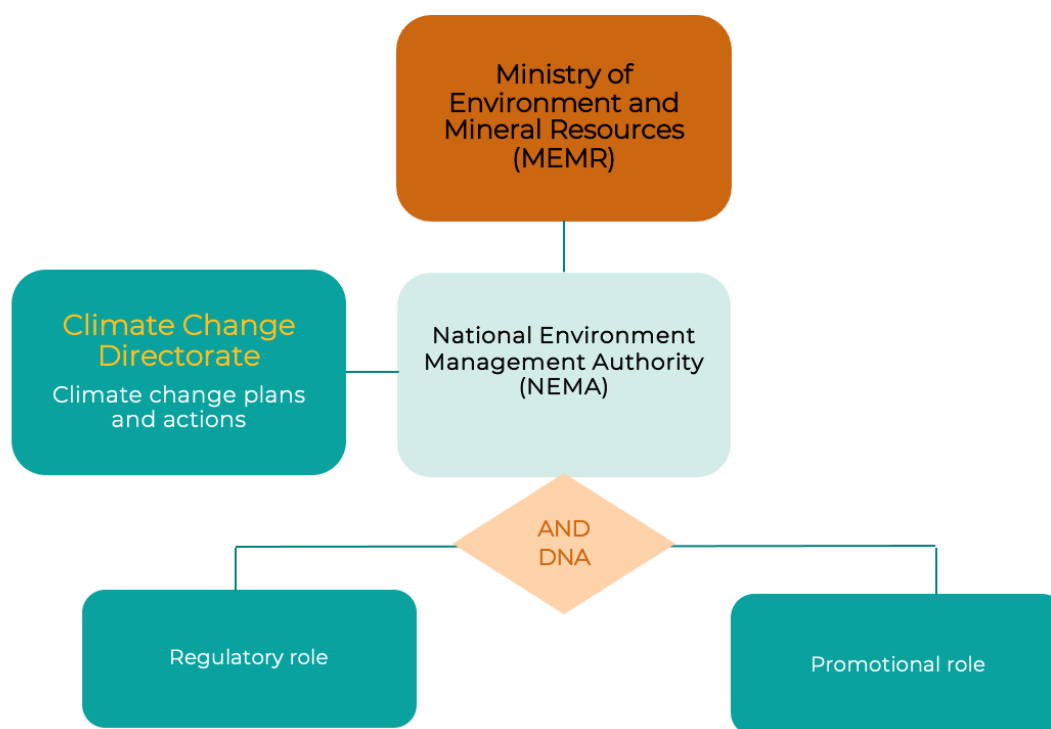 Ministry of
Environment and
Mineral Resources
(MEMR)
Climate Change
Directorate
Climate change plans
and actions
National Environment
Management Authority
(NEMA)
AND
DNA
Regulatory role
Promotional role